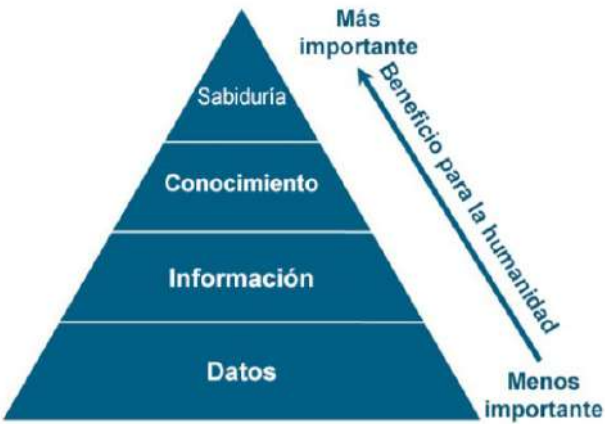 Más
importante
Sabiduría
Conocimiento
Información
Datos
Beneficio para la humanidad
Menos
importante